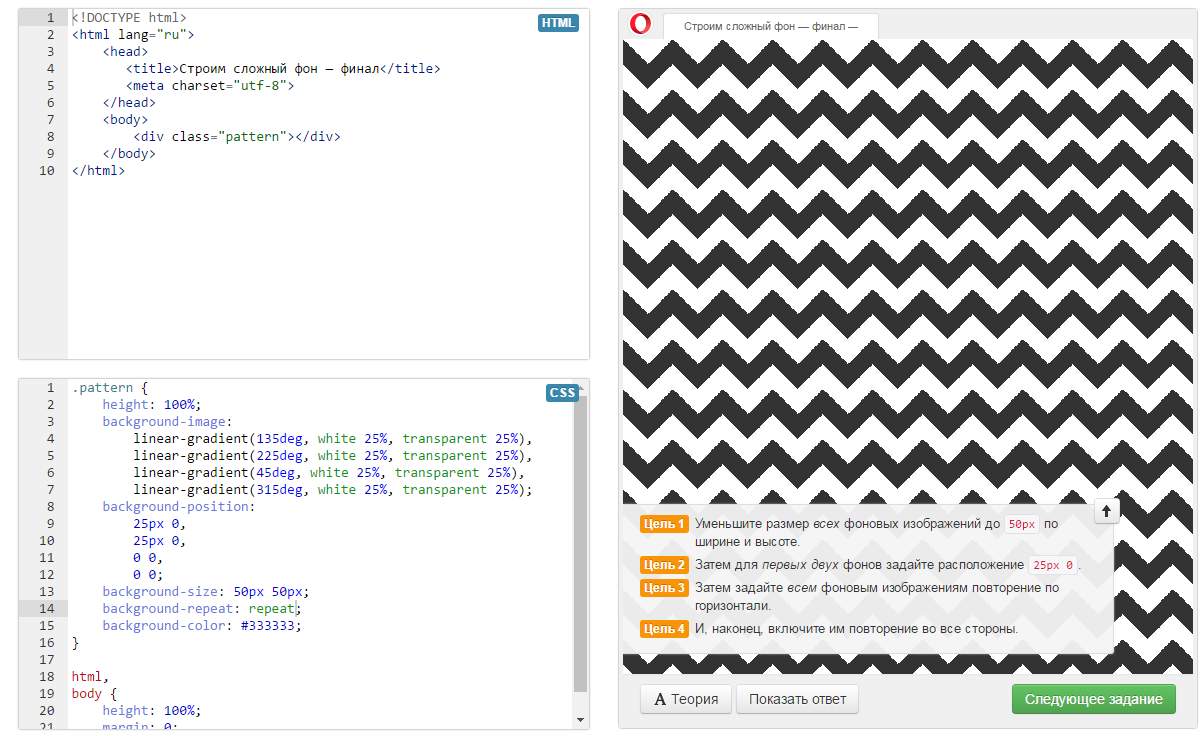 1 <!DOCTYPE html>
2 <html lang="ru">
3     <head>
4        <title>Строим сложный фон — финал</title>
5        <meta charset="utf-8">
6     </head>
7     <body>
8         <div class="pattern"></div>
9     </body>
10 </html>
HTML
1 .pattern {
2     height: 100%;
3     background-image:
4         linear-gradient(135deg, white 25%, transparent 25%),
5         linear-gradient(225deg, white 25%, transparent 25%),
6         linear-gradient(45deg, white 25%, transparent 25%),
7         linear-gradient(315deg, white 25%, transparent 25%);
8     background-position:
9         25px 0,
10         25px 0,
11         0 0,
12         0 0;
13     background-size: 50px 50px;
14     background-repeat: repeat;
15     background-color: #333333;
16 }
17
18 html,
19 body {
20     height: 100%;
21     margin: 0;
CSS
Строим сложный фон — финал —
Цель 1 Уменьшите размер всех фоновых изображений до 50px по
ширине и высоте.
Цель 2 Затем для первых двух фонов задайте расположение 25px 0.
Цель 3 Затем задайте всем фоновым изображениям повторение по
горизонтали.
Цель 4 И, наконец, включите им повторение во все стороны.
A Теория
Показать ответ
Следующее задание